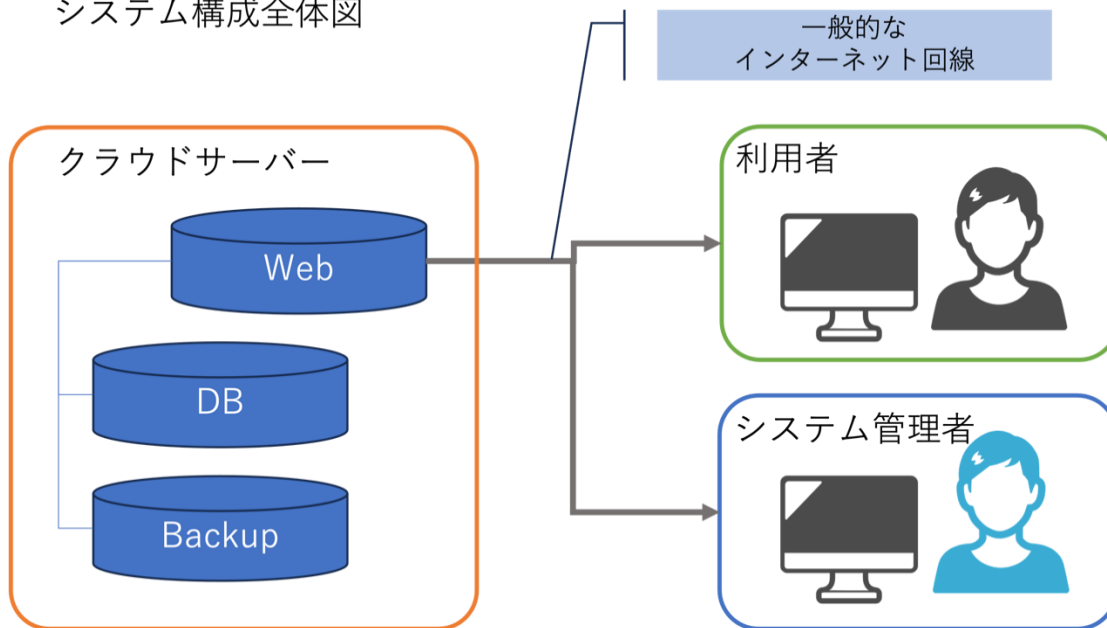 システム構成全体図
一般的な
インターネット回線
クラウドサーバー
Web
DB
Backup
利用者
システム管理者